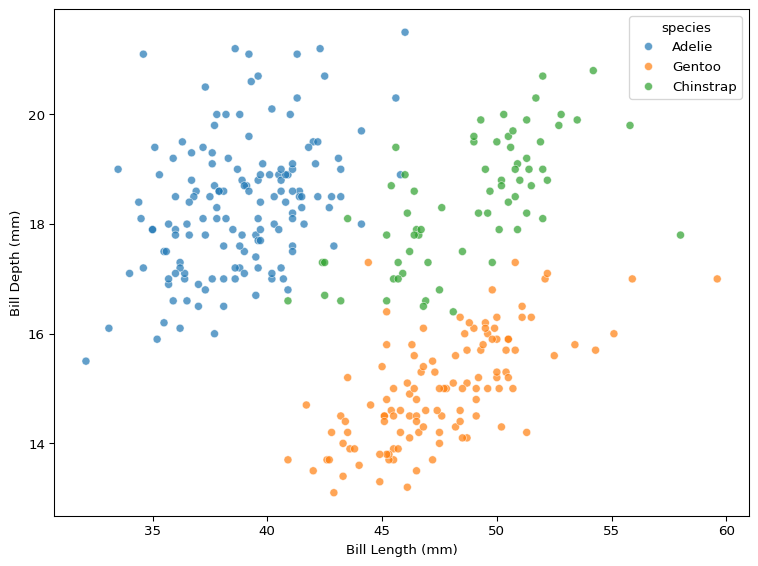 species
Adelie
Gentoo
Chinstrap
20
18
16
14
Bill Depth (mm)
35
40
45
50
55
60
Bill Length (mm)